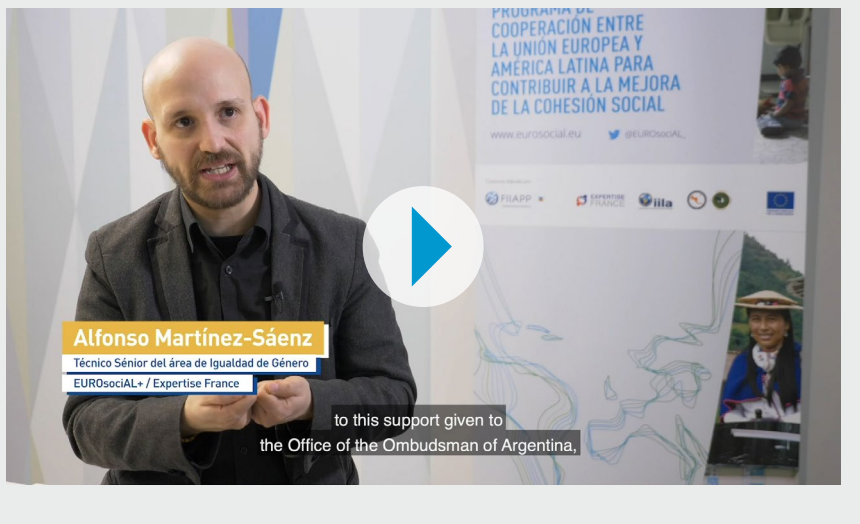 PROGRAMA DE
COOPERACIÓN ENTRE
LA UNIÓN EUROPEA Y
AMÉRICA LATINA PARA
CONTRIBUIR A LA MEJORA
DE LA COHESIÓN SOCIAL
www.eurosocial.eu @EUROsociAL_
FIIAPP
EXPERTISE
FRANCE
iila
Alfonso Martínez-Sáenz
Técnico Sénior del área de Igualdad de Género
EUROsociAL+ / Expertise France
to this support given to
the Office of the Ombudsman of Argentina,